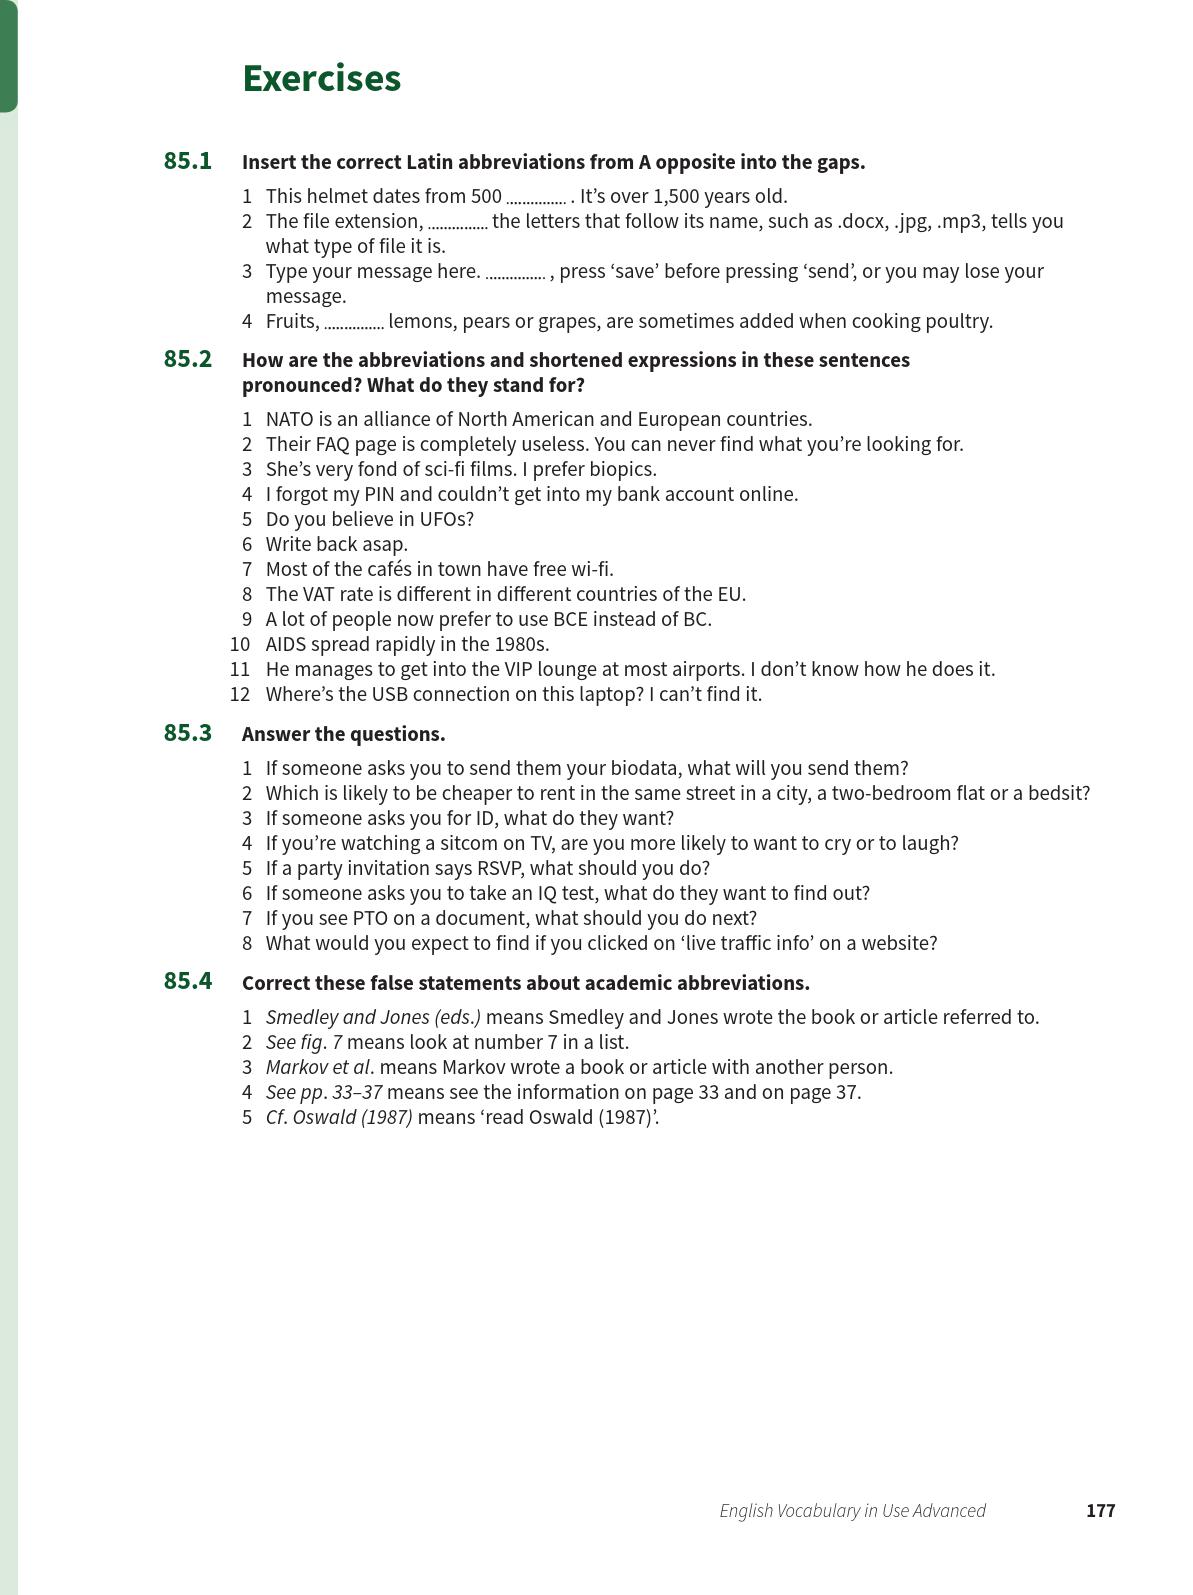 Exercises
85.1 Insert the correct Latin abbreviations from A opposite into the gaps.
1 This helmet dates from 500 ............... . It’s over 1,500 years old.
2 The file extension, ............... the letters that follow its name, such as .docx, .jpg, .mp3, tells you
what type of file it is.
3 Type your message here. ............... , press ‘save’ before pressing ‘send’, or you may lose your
message.
4 Fruits, ............... lemons, pears or grapes, are sometimes added when cooking poultry.
85.2 How are the abbreviations and shortened expressions in these sentences
pronounced? What do they stand for?
1 NATO is an alliance of North American and European countries.
2 Their FAQ page is completely useless. You can never find what you’re looking for.
3 She’s very fond of sci-fi films. I prefer biopics.
4 I forgot my PIN and couldn’t get into my bank account online.
5 Do you believe in UFOs?
6 Write back asap.
7 Most of the cafés in town have free wi-fi.
8 The VAT rate is different in different countries of the EU.
9 A lot of people now prefer to use BCE instead of BC.
10 AIDS spread rapidly in the 1980s.
11 He manages to get into the VIP lounge at most airports. I don’t know how he does it.
12 Where’s the USB connection on this laptop? I can’t find it.
85.3 Answer the questions.
1 If someone asks you to send them your biodata, what will you send them?
2 Which is likely to be cheaper to rent in the same street in a city, a two-bedroom flat or a bedsit?
3 If someone asks you for ID, what do they want?
4 If you’re watching a sitcom on TV, are you more likely to want to cry or to laugh?
5 If a party invitation says RSVP, what should you do?
6 If someone asks you to take an IQ test, what do they want to find out?
7 If you see PTO on a document, what should you do next?
8 What would you expect to find if you clicked on ‘live traffic info’ on a website?
85.4 Correct these false statements about academic abbreviations.
1 Smedley and Jones (eds.) means Smedley and Jones wrote the book or article referred to.
2 See fig. 7 means look at number 7 in a list.
3 Markov et al. means Markov wrote a book or article with another person.
4 See pp. 33–37 means see the information on page 33 and on page 37.
5 Cf. Oswald (1987) means ‘read Oswald (1987)’.
English Vocabulary in Use Advanced 177